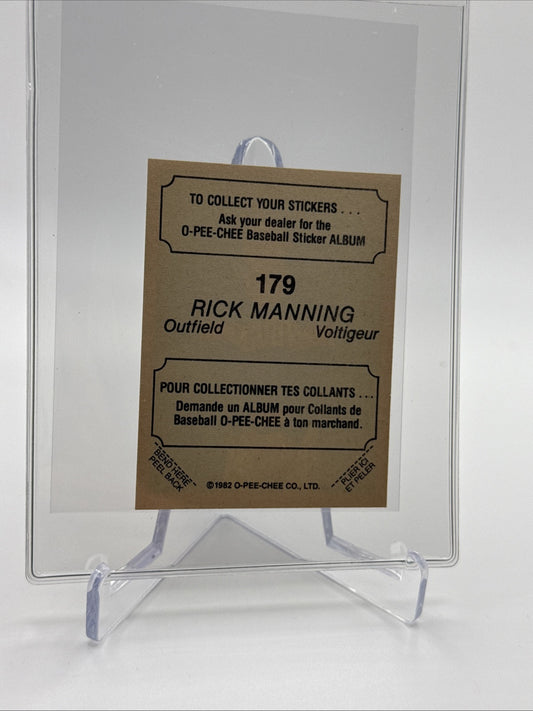 TO COLLECT YOUR STICKERS . . .
Ask your dealer for the
O-PEE-CHEE Baseball Sticker ALBUM
179
RICK MANNING
Outfield Voltigeur
POUR COLLECTIONNER TES COLLANTS . . .
Demande un ALBUM pour Collants de
Baseball O-PEE-CHEE à ton marchand.
BEND HERE
PEEL BACK
©1982 O-PEE-CHEE CO., LTD.
PLIER ICI
ET PELER